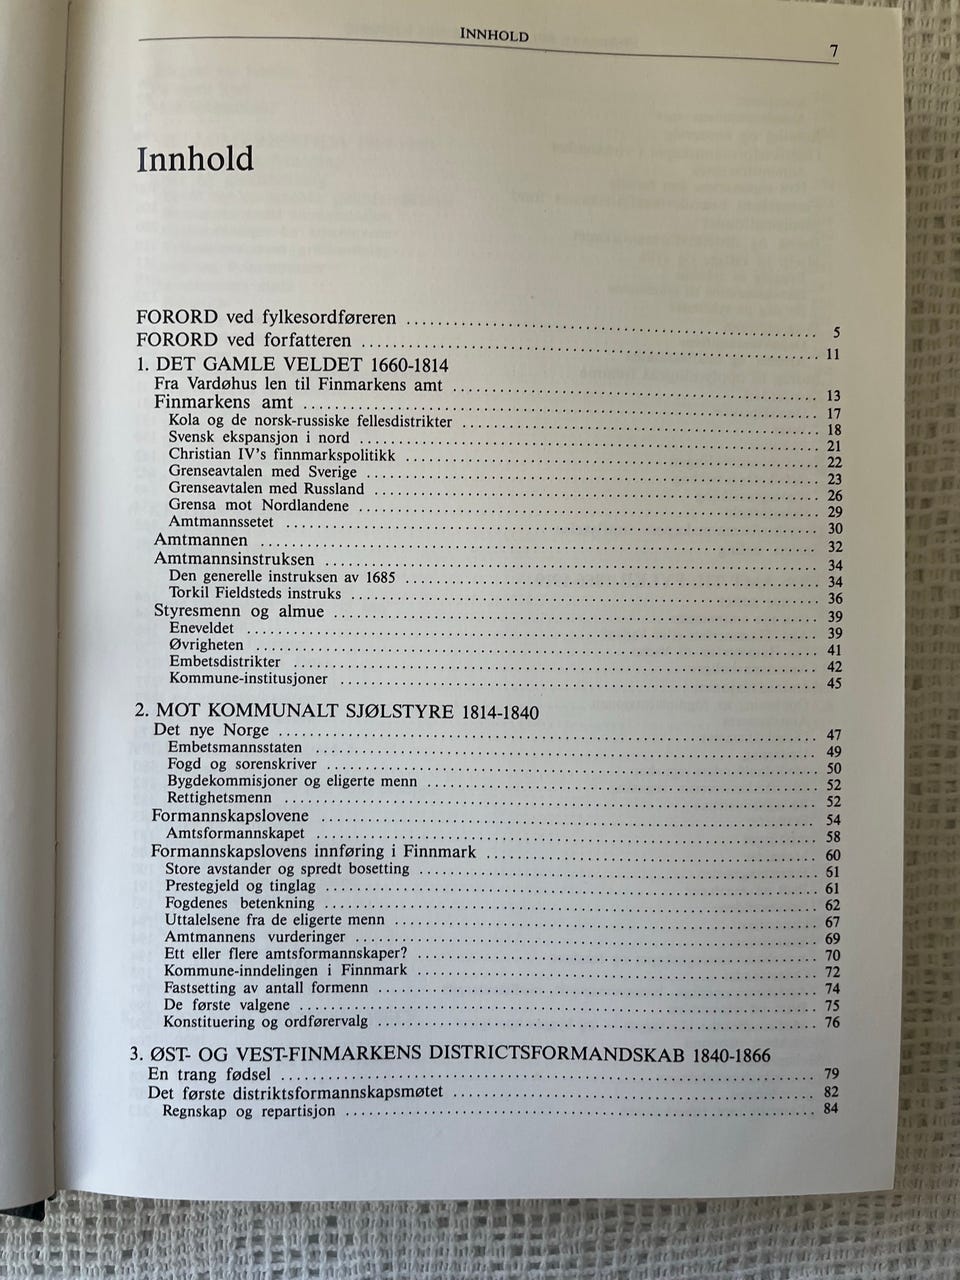 INNHOLD
7
Innhold
FORORD ved fylkesordføreren 5
FORORD ved forfatteren 11
1. DET GAMLE VELDET 1660-1814
Fra Vardøhus len til Finmarkens amt 13
Finmarkens amt 17
Kola og de norsk-russiske fellesdistrikter 18
Svensk ekspansjon i nord 21
Christian IV's finnmarkspolitikk 22
Grenseavtalen med Sverige 23
Grenseavtalen med Russland 26
Grensa mot Nordlandene 29
Amtmannssetet 30
Amtmannen 32
Amtmannsinstruksen 34
Den generelle instruksen av 1685 34
Torkil Fieldsteds instruks 36
Styresmenn og almue 39
Eneveldet 39
Øvrigheten 41
Embetsdistrikter 42
Kommune-institusjoner 45
2. MOT KOMMUNALT SJØLSTYRE 1814-1840
Det nye Norge 47
Embetsmannsstaten 49
Fogd og sorenskriver 50
Bygdekommisjoner og eligerte menn 52
Rettighetsmenn 52
Formannskapslovene 54
Amtsformannskapet 58
Formannskapslovens innføring i Finnmark 60
Store avstander og spredt bosetting 61
Prestegjeld og tinglag 61
Fogdenes betenkning 62
Uttalelsene fra de eligerte menn 67
Amtmannens vurderinger 69
Ett eller flere amtsformannskaper? 70
Kommune-inndelingen i Finnmark 72
Fastsetting av antall formenn 74
De første valgene 75
Konstituering og ordførervalg 76
3. ØST- OG VEST-FINMARKENS DISTRICTSFORMANDSKAB 1840-1866
En trang fødsel 79
Det første distriktsformannskapsmøtet 82
Regnskap og repartisjon 84